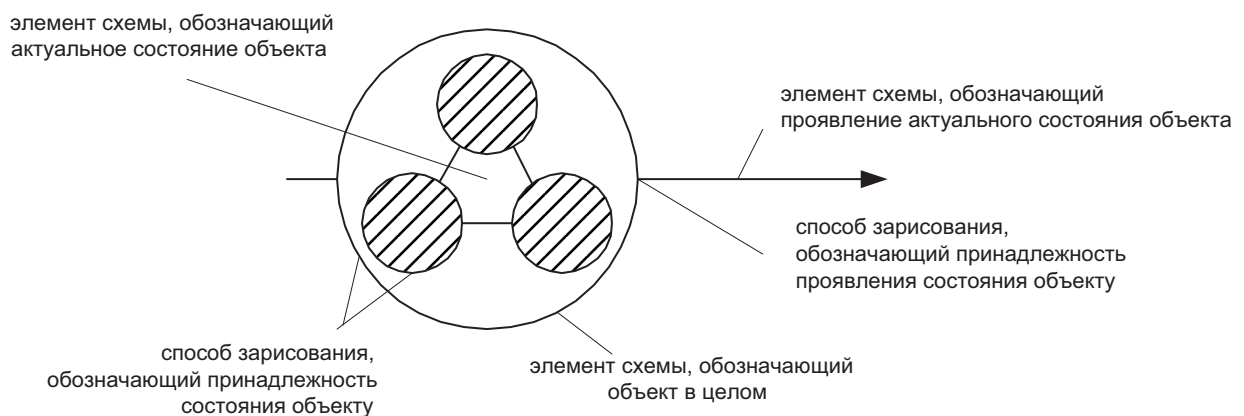 элемент схемы, обозначающий
актуальное состояние объекта
элемент схемы, обозначающий
проявление актуального состояния объекта
способ зарисования,
обозначающий принадлежность
проявления состояния объекту
способ зарисования,
обозначающий принадлежность
состояния объекту
элемент схемы, обозначающий
объект в целом